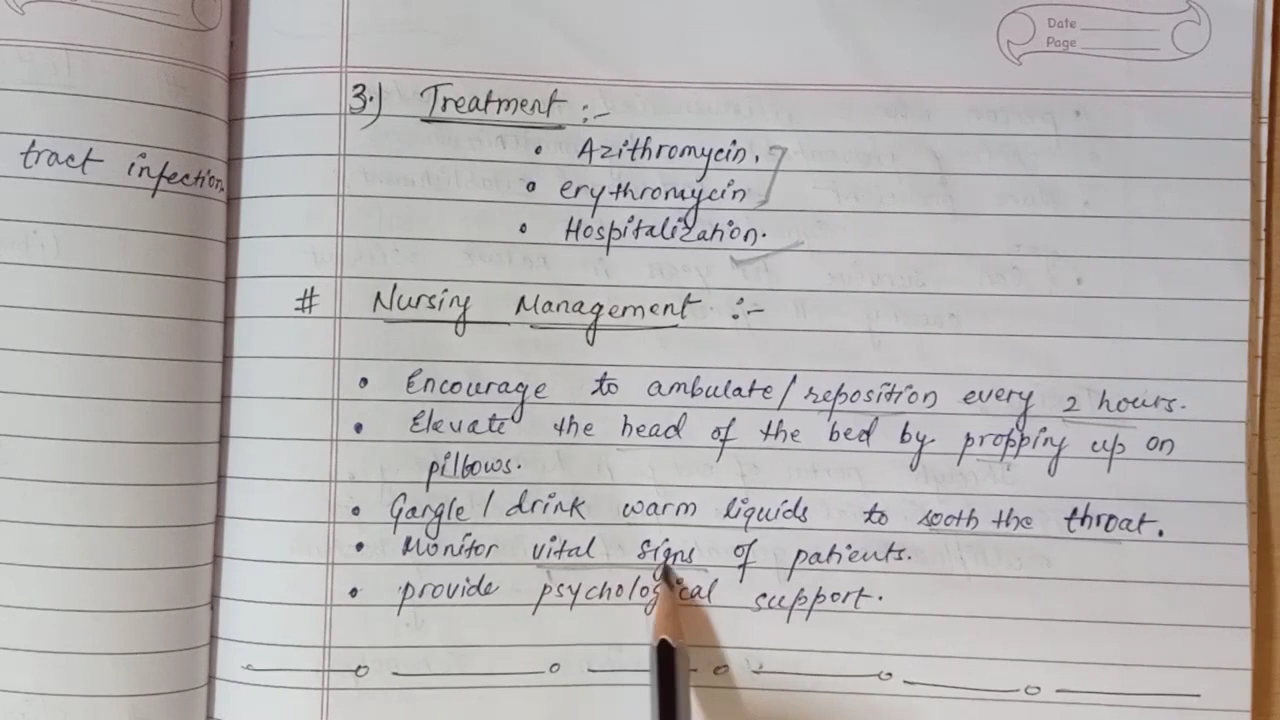 Date
Page
tract infection.
3.) Treatment :-
• Azithromycin.
• erythromycin
• Hospitalization.
# Nursing Management :-
• Encourage to ambulate/reposition every 2 hours.
• Elevate the head of the bed by propping up on
pillows.
• Gargle / drink warm liquids to sooth the throat.
• Monitor vital signs of patients.
• provide psychological support.